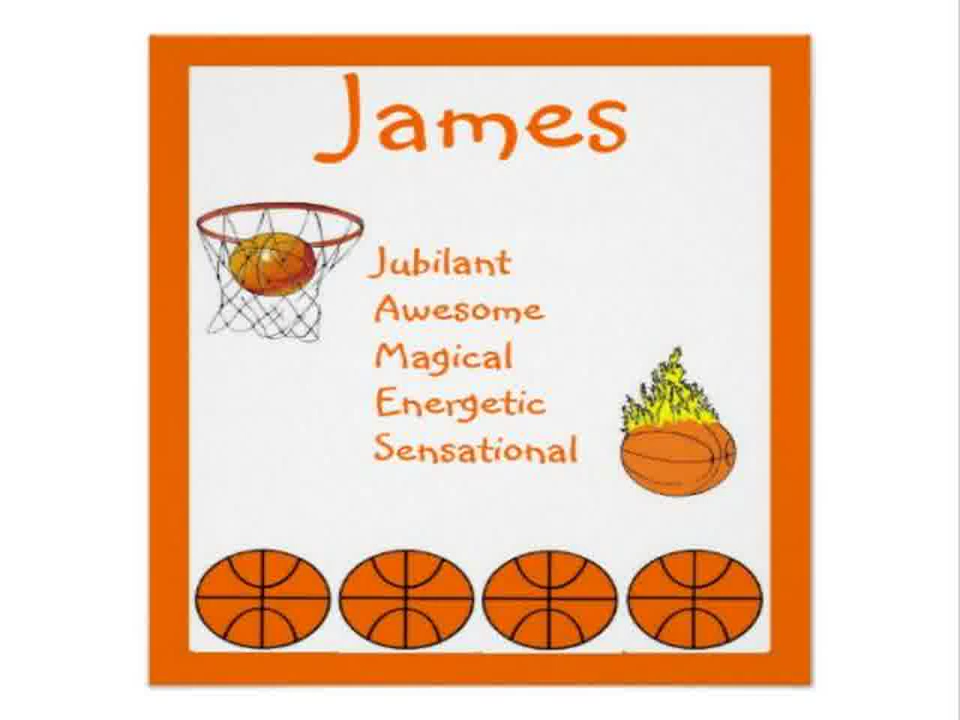 James
Jubilant
Awesome
Magical
Energetic
Sensational